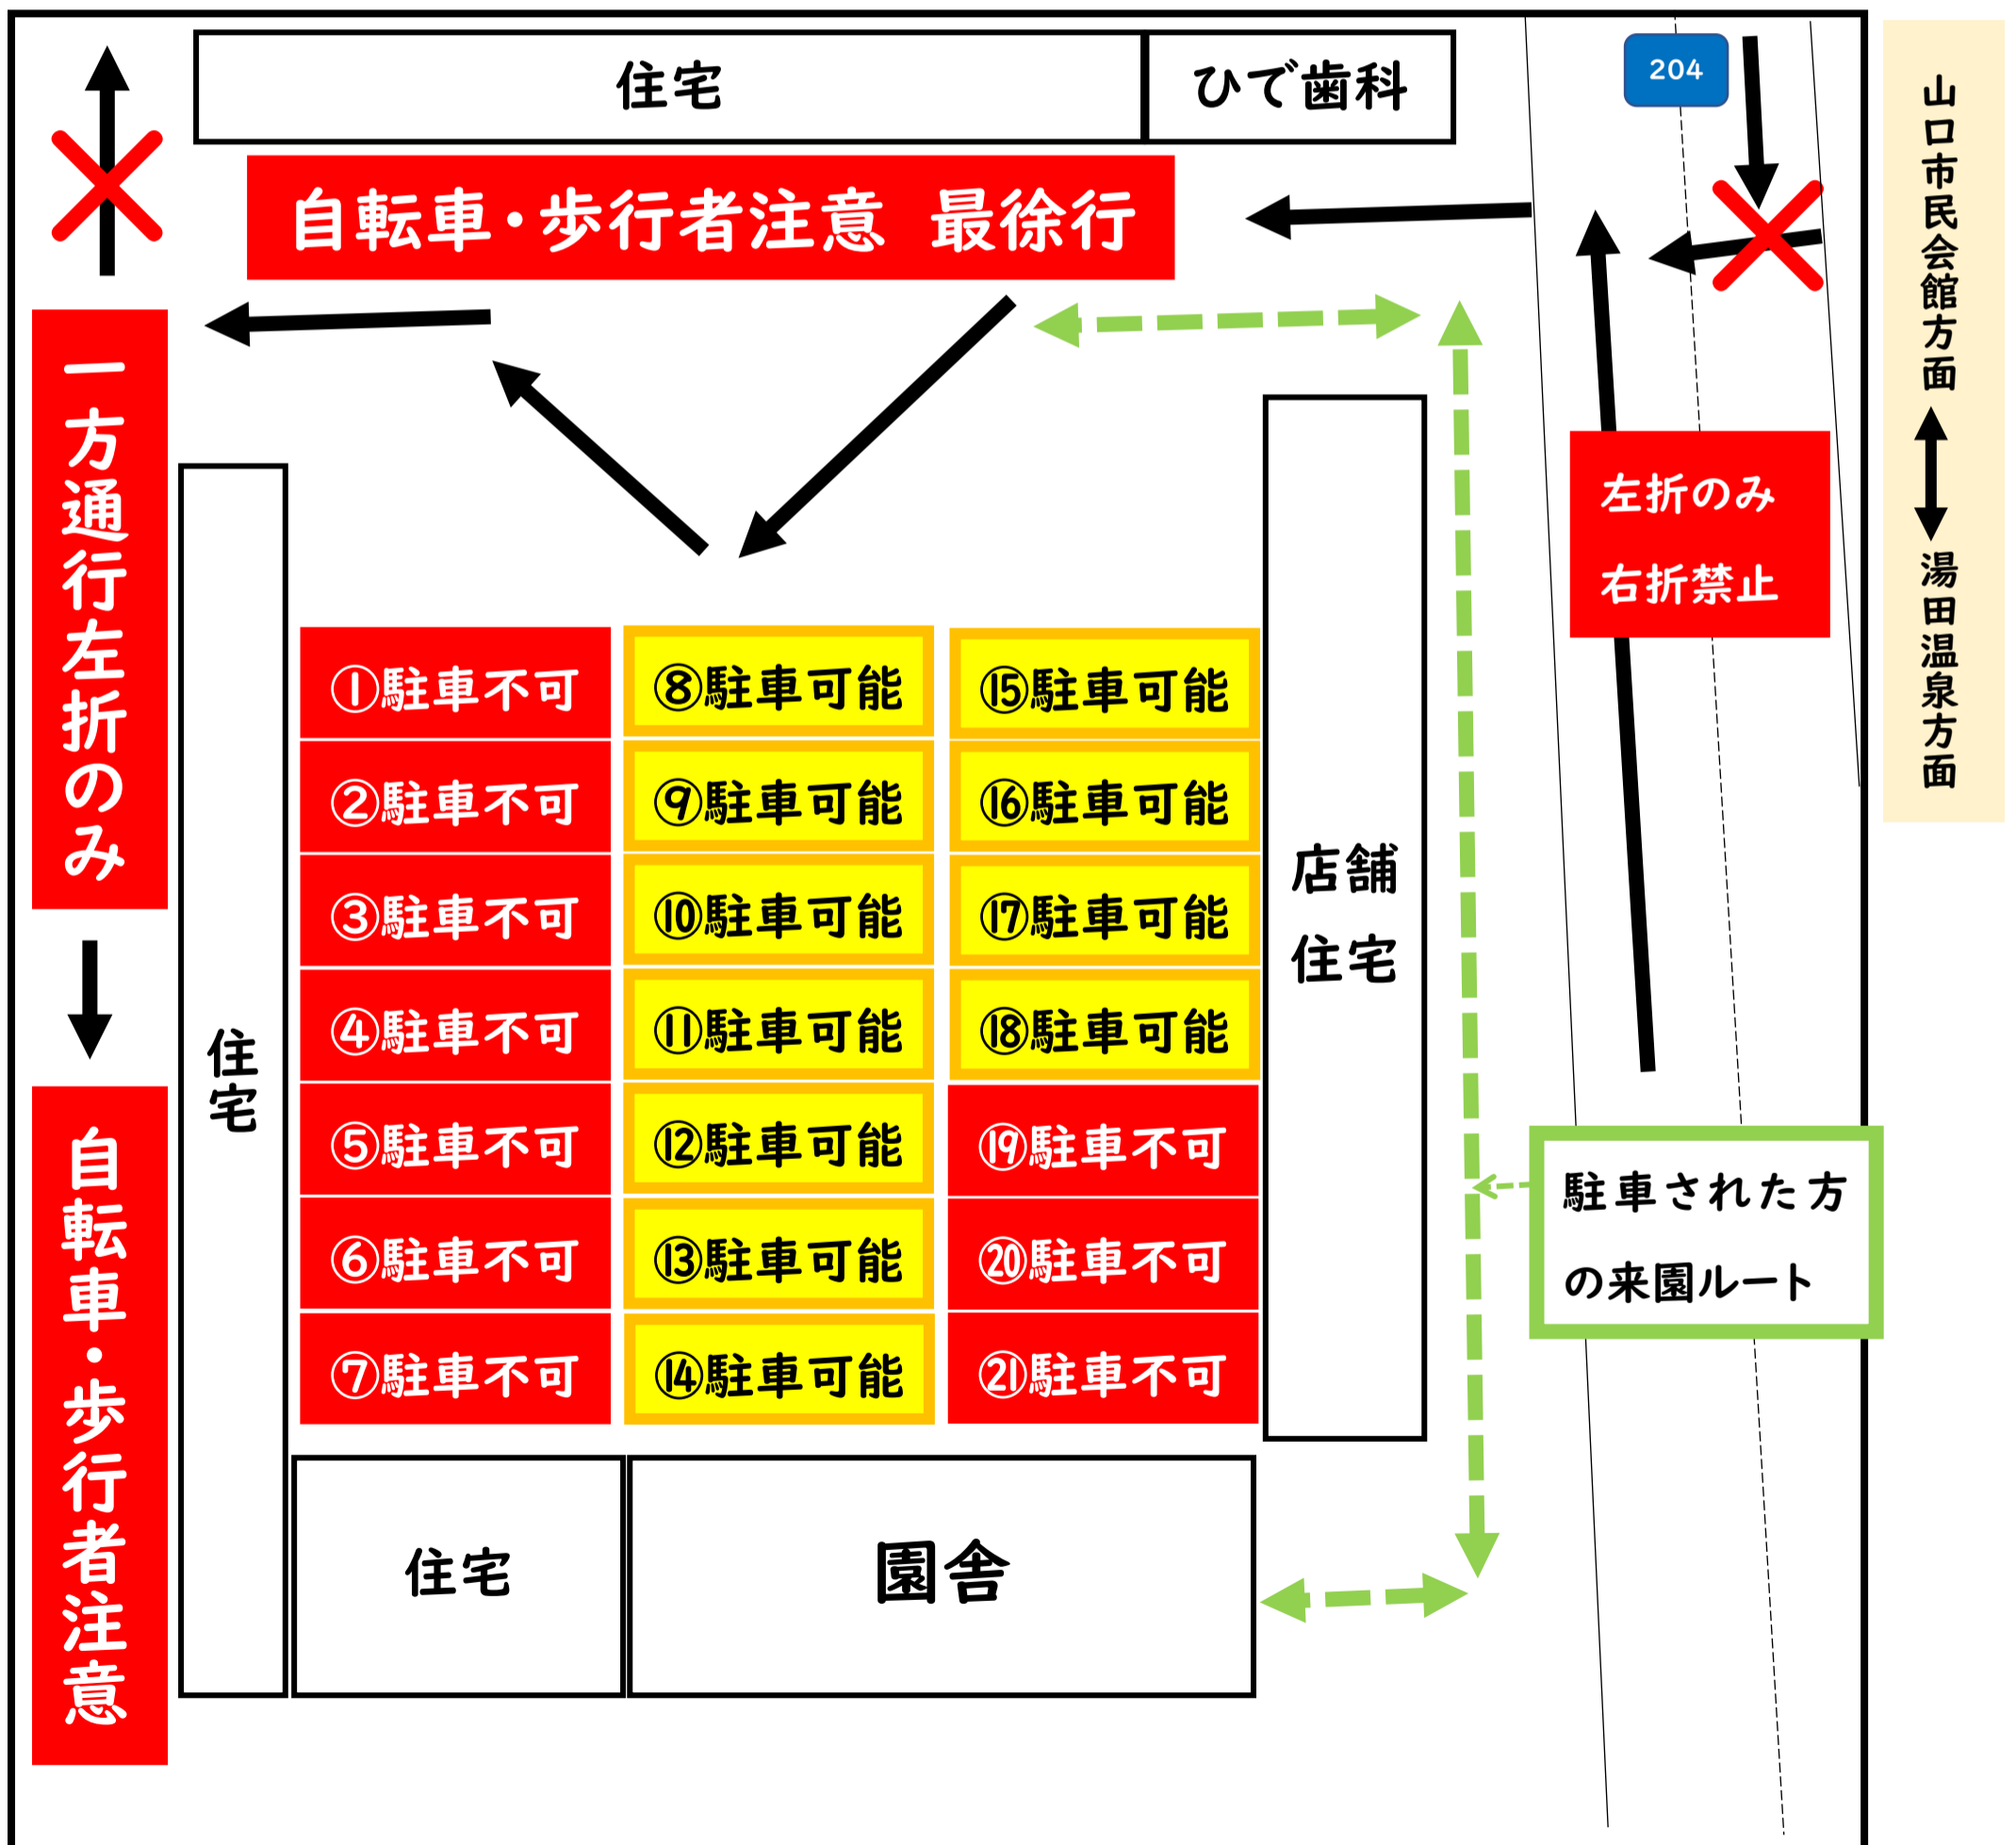 住宅
ひで歯科
204
自転車・歩行者注意　最徐行
山口市民会館方面
湯田温泉方面
一方通行左折のみ
左折のみ
右折禁止
①駐車不可
②駐車不可
③駐車不可
④駐車不可
⑤駐車不可
⑥駐車不可
⑦駐車不可
⑧駐車可能
⑨駐車可能
⑩駐車可能
⑪駐車可能
⑫駐車可能
⑬駐車可能
⑭駐車可能
⑮駐車可能
⑯駐車可能
⑰駐車可能
⑱駐車可能
⑲駐車不可
⑳駐車不可
㉑駐車不可
店舗
住宅
住宅
自転車・歩行者注意
駐車された方
の来園ルート
住宅
園舎